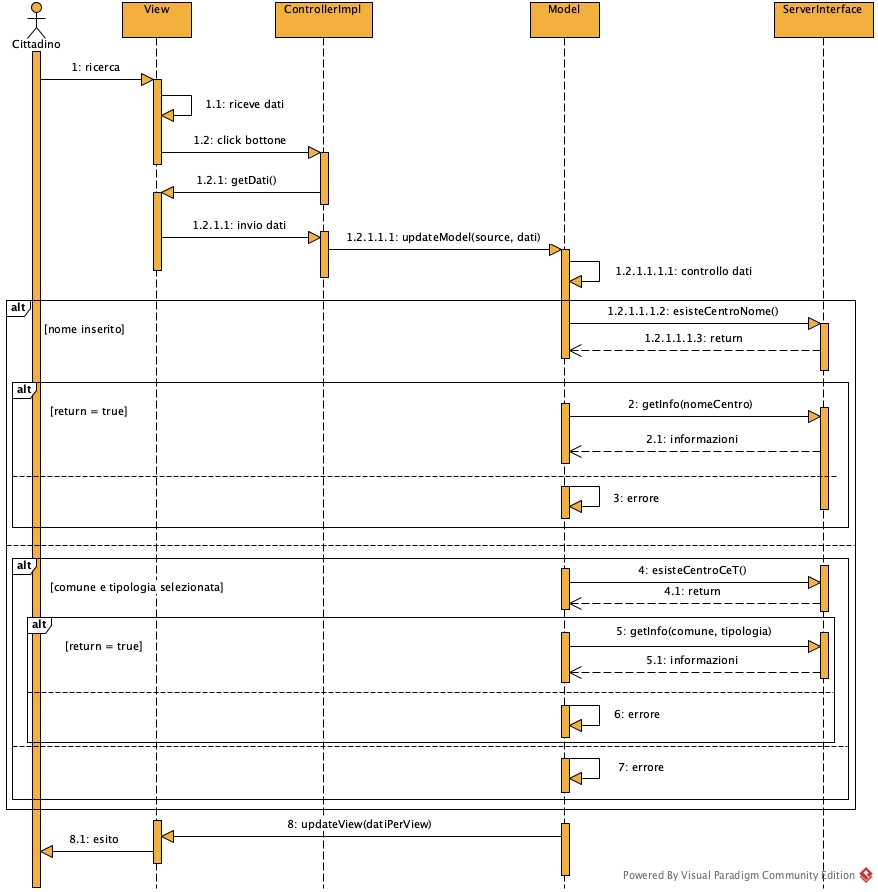 View
ControllerImpl
Model
ServerInterface
Cittadino
1: ricerca
1.1: riceve dati
1.2: click bottone
1.2.1: getDati()
1.2.1.1: invio dati
1.2.1.1.1: updateModel(source, dati)
1.2.1.1.1.1: controllo dati
alt
[nome inserito]
1.2.1.1.1.2: esisteCentroNome()
1.2.1.1.1.3: return
alt
[return = true]
2: getInfo(nomeCentro)
2.1: informazioni
3: errore
alt
[comune e tipologia selezionata]
4: esisteCentroCeT()
4.1: return
alt
[return = true]
5: getInfo(comune, tipologia)
5.1: informazioni
6: errore
7: errore
8: updateView(datiPerView)
8.1: esito
Powered By Visual Paradigm Community Edition